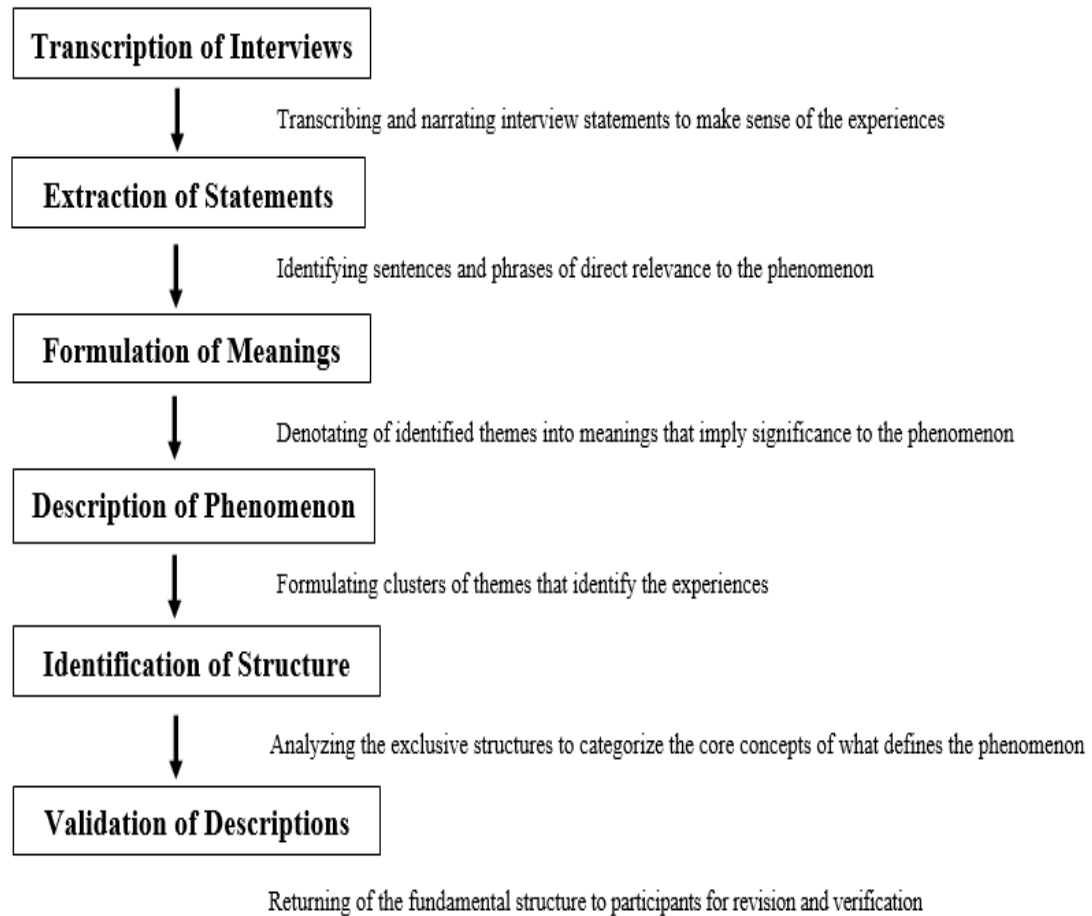 Transcription of Interviews
Transcribing and narrating interview statements to make sense of the experiences
Extraction of Statements
Identifying sentences and phrases of direct relevance to the phenomenon
Formulation of Meanings
Denotating of identified themes into meanings that imply significance to the phenomenon
Description of Phenomenon
Formulating clusters of themes that identify the experiences
Identification of Structure
Analyzing the exclusive structures to categorize the core concepts of what defines the phenomenon
Validation of Descriptions
Returning of the fundamental structure to participants for revision and verification